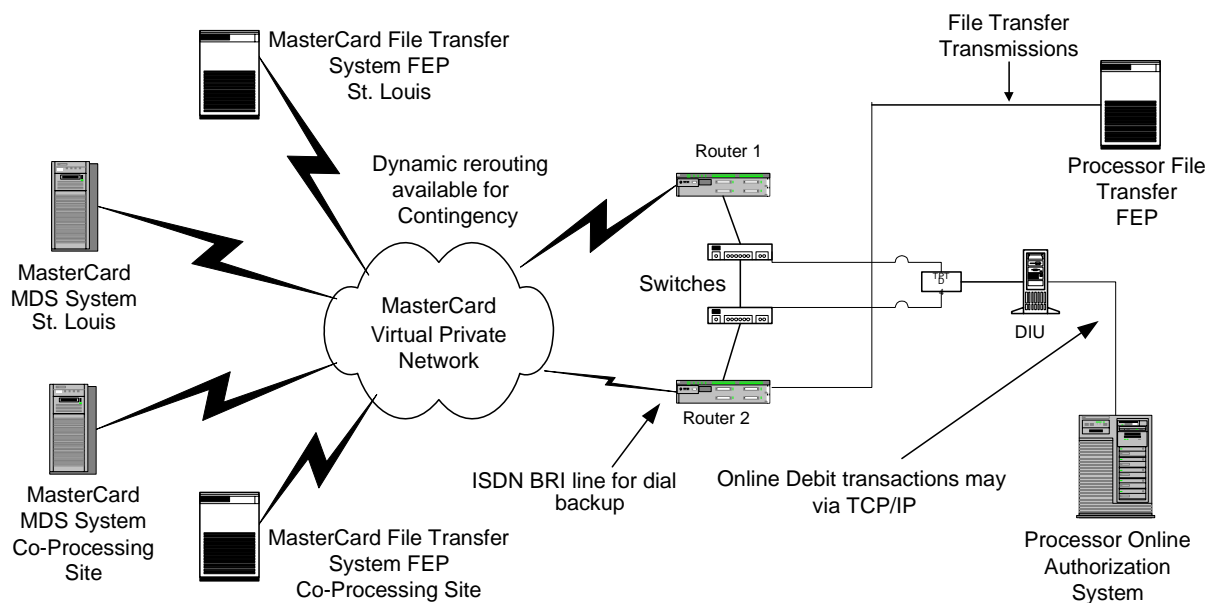 MasterCard File Transfer
System FEP
St. Louis
File Transfer
Transmissions
Processor File
Transfer
FEP
Router 1
Dynamic rerouting
available for
Contingency
MasterCard
MDS System
St. Louis
MasterCard
Virtual Private
Network
Switches
DIU
Router 2
ISDN BRI line for dial
backup
Online Debit transactions may
via TCP/IP
MasterCard
MDS System
Co-Processing
Site
MasterCard File Transfer
System FEP
Co-Processing Site
Processor Online
Authorization
System